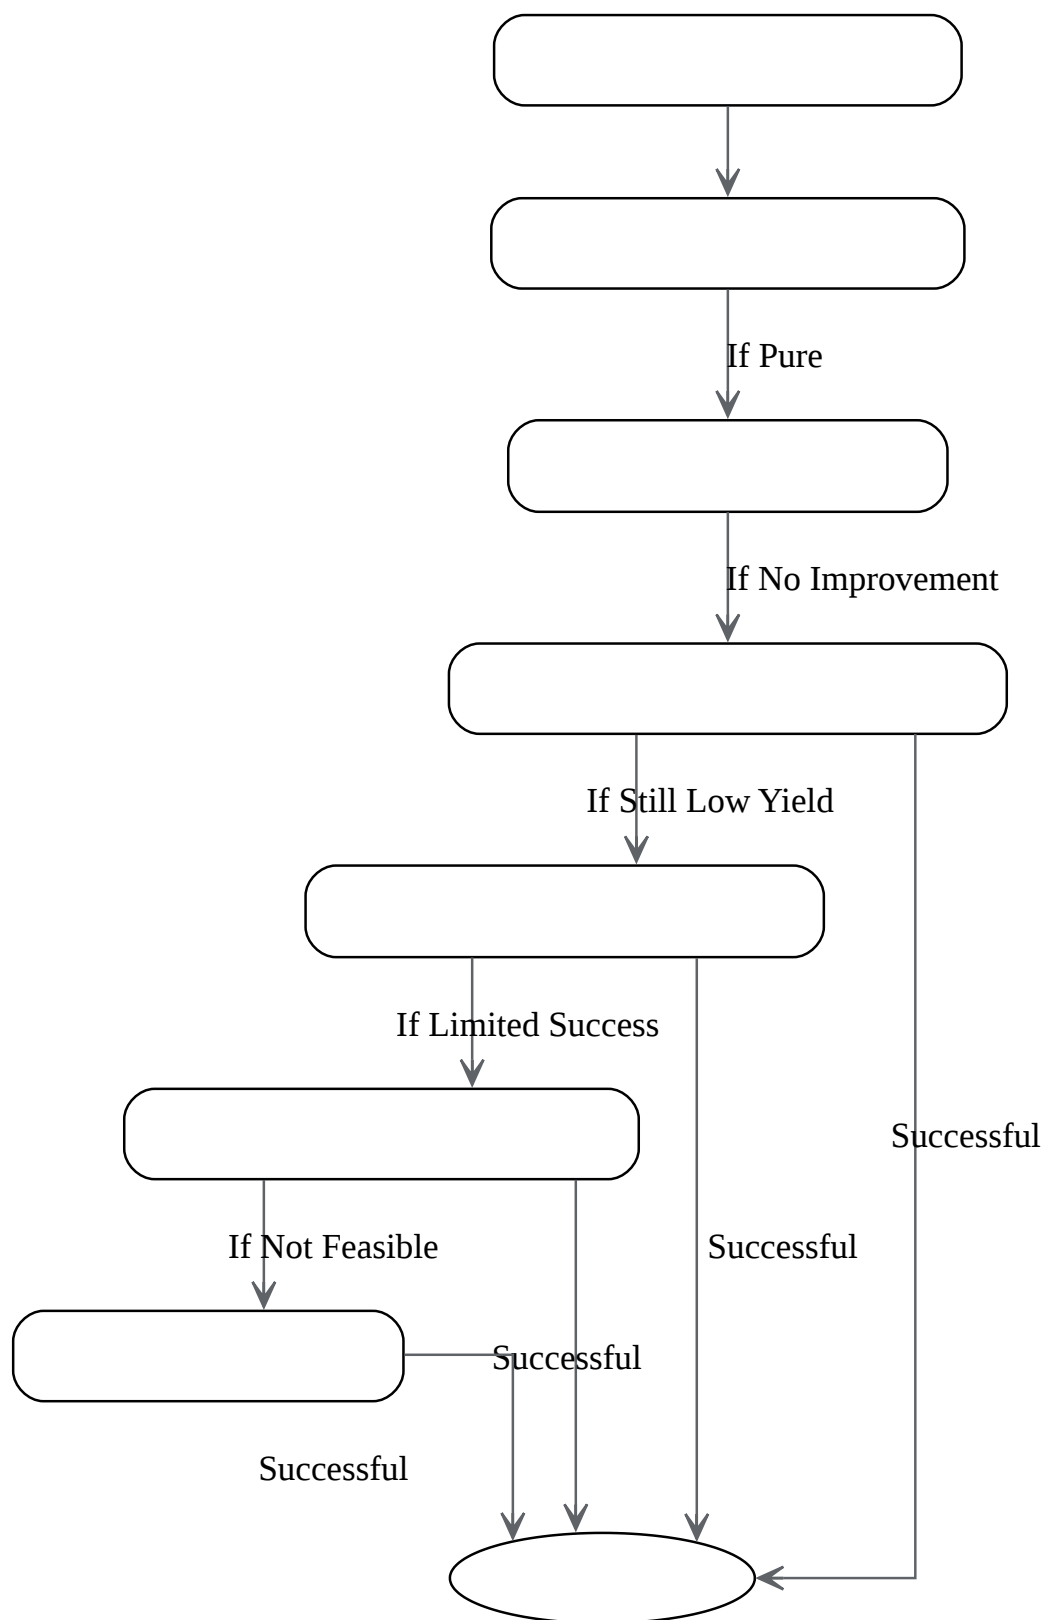 If Pure
If No Improvement
If Still Low Yield
If Limited Success
Successful
If Not Feasible
Successful
Successful
Successful